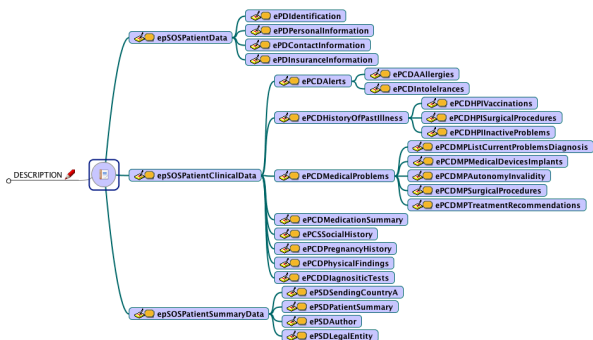 ePDIdentification
ePDPersonalInformation
epSOSPatientData
ePDContactInformation
ePDInsuranceInformation
ePCDAAllergies
ePCDAlerts
ePCDIntolelrances
ePCDHPIVaccinations
ePCDHistoryOfPastIllness
ePCDHPISurgicalProcedures
ePCDHPIInactiveProblems
ePCDMPListCurrentProblemsDiagnosis
ePCDMPMedicalDevicesImplants
DESCRIPTION
epSOSPatientClinicalData
ePCDMedicalProblems
ePCDMPAutonomyInvalidity
ePCDMPSurgicalProcedures
ePCDMPTreatmentRecommendations
ePCDMedicationSummary
ePCSSocialHistory
ePCDPregnancyHistory
ePCDPhysicalFindings
ePCDDIagnositicTests
ePSDSendingCountryA
ePSDPatientSummary
epSOSPatientSummaryData
ePSDAuthor
ePSDLegalEntity